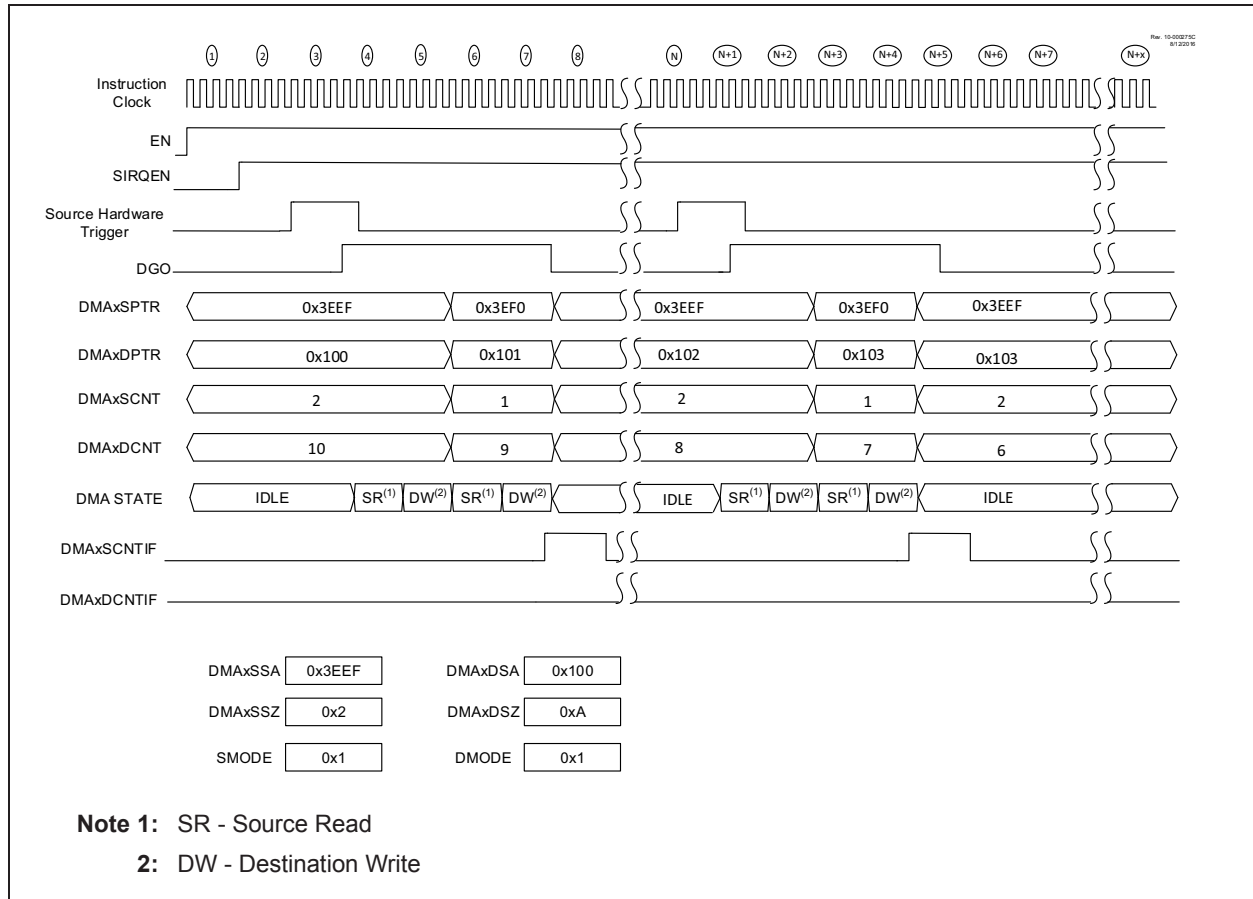 Rev. 10-000275C
8/12/2016
1 2 3 4 5 6 7 8 N N+1 N+2 N+3 N+4 N+5 N+6 N+7 N+x
Instruction
Clock
EN
SIRQEN
Source Hardware
Trigger
DGO
DMAxSPTR 0x3EEF 0x3EF0 0x3EEF 0x3EF0 0x3EEF
DMAxDPTR 0x100 0x101 0x102 0x103 0x103
DMAxSCNT 2 1 2 1 2
DMAxDCNT 10 9 8 7 6
DMA STATE IDLE SR(1) DW(2) SR(1) DW(2) IDLE SR(1) DW(2) SR(1) DW(2) IDLE
DMAxSCNTIF
DMAxDCNTIF
DMAxSSA 0x3EEF DMAxDSA 0x100
DMAxSSZ 0x2 DMAxDSZ 0xA
SMODE 0x1 DMODE 0x1
Note 1: SR - Source Read
2: DW - Destination Write